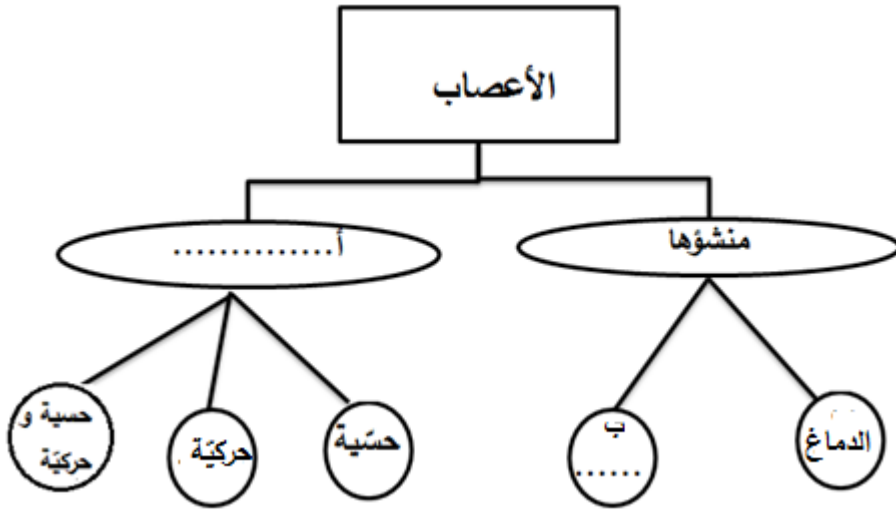 الأعصاب
منشؤها
أ..............
الدماغ
ب
......
حسّية
حركيّة
حسية و
حركيّة